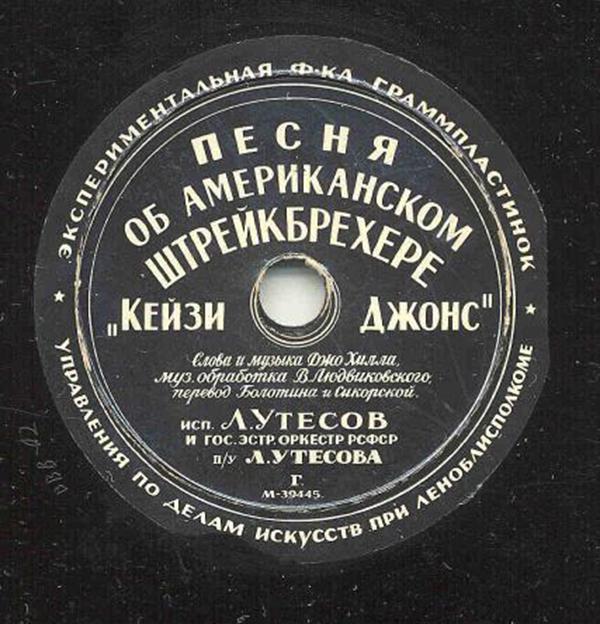 ЭКСПЕРИМЕНТАЛЬНАЯ Ф-КА ГРАММПЛАСТИНОК
ПЕСНЯ
ОБ АМЕРИКАНСКОМ
ШТРЕЙКБРЕХЕРЕ
„КЕЙЗИ ДЖОНС"
Слова и музыка Джо Хилла,
муз. обработка В. Людвиковского,
перевод Болотина и Сикорской.
исп. Л. УТЕСОВ
И ГОС. ЭСТР. ОРКЕСТР РСФСР
п/у Л. УТЕСОВА
Г
М-39445.
★ УПРАВЛЕНИЯ ПО ДЕЛАМ ИСКУССТВ ПРИ ЛЕНОБЛИСПОЛКОМЕ ★